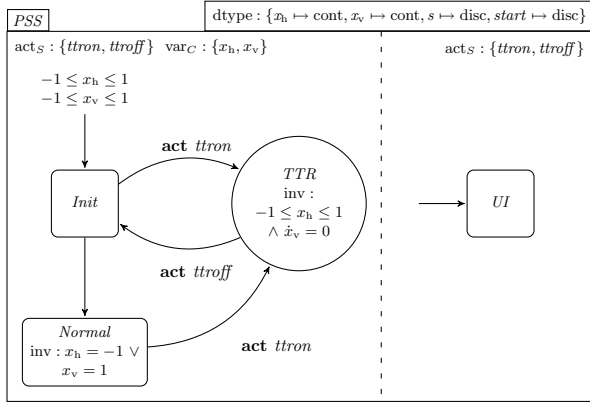 PSS
dtype : {x_h ↦ cont, x_v ↦ cont, s ↦ disc, start ↦ disc}
act_S : {ttron, ttroff} var_C : {x_h, x_v}
act_S : {ttron, ttroff}
−1 ≤ x_h ≤ 1
−1 ≤ x_v ≤ 1
act ttron
Init
TTR
inv :
−1 ≤ x_h ≤ 1
∧ ẋ_v = 0
UI
act ttroff
Normal
inv : x_h = −1 ∨
x_v = 1
act ttron